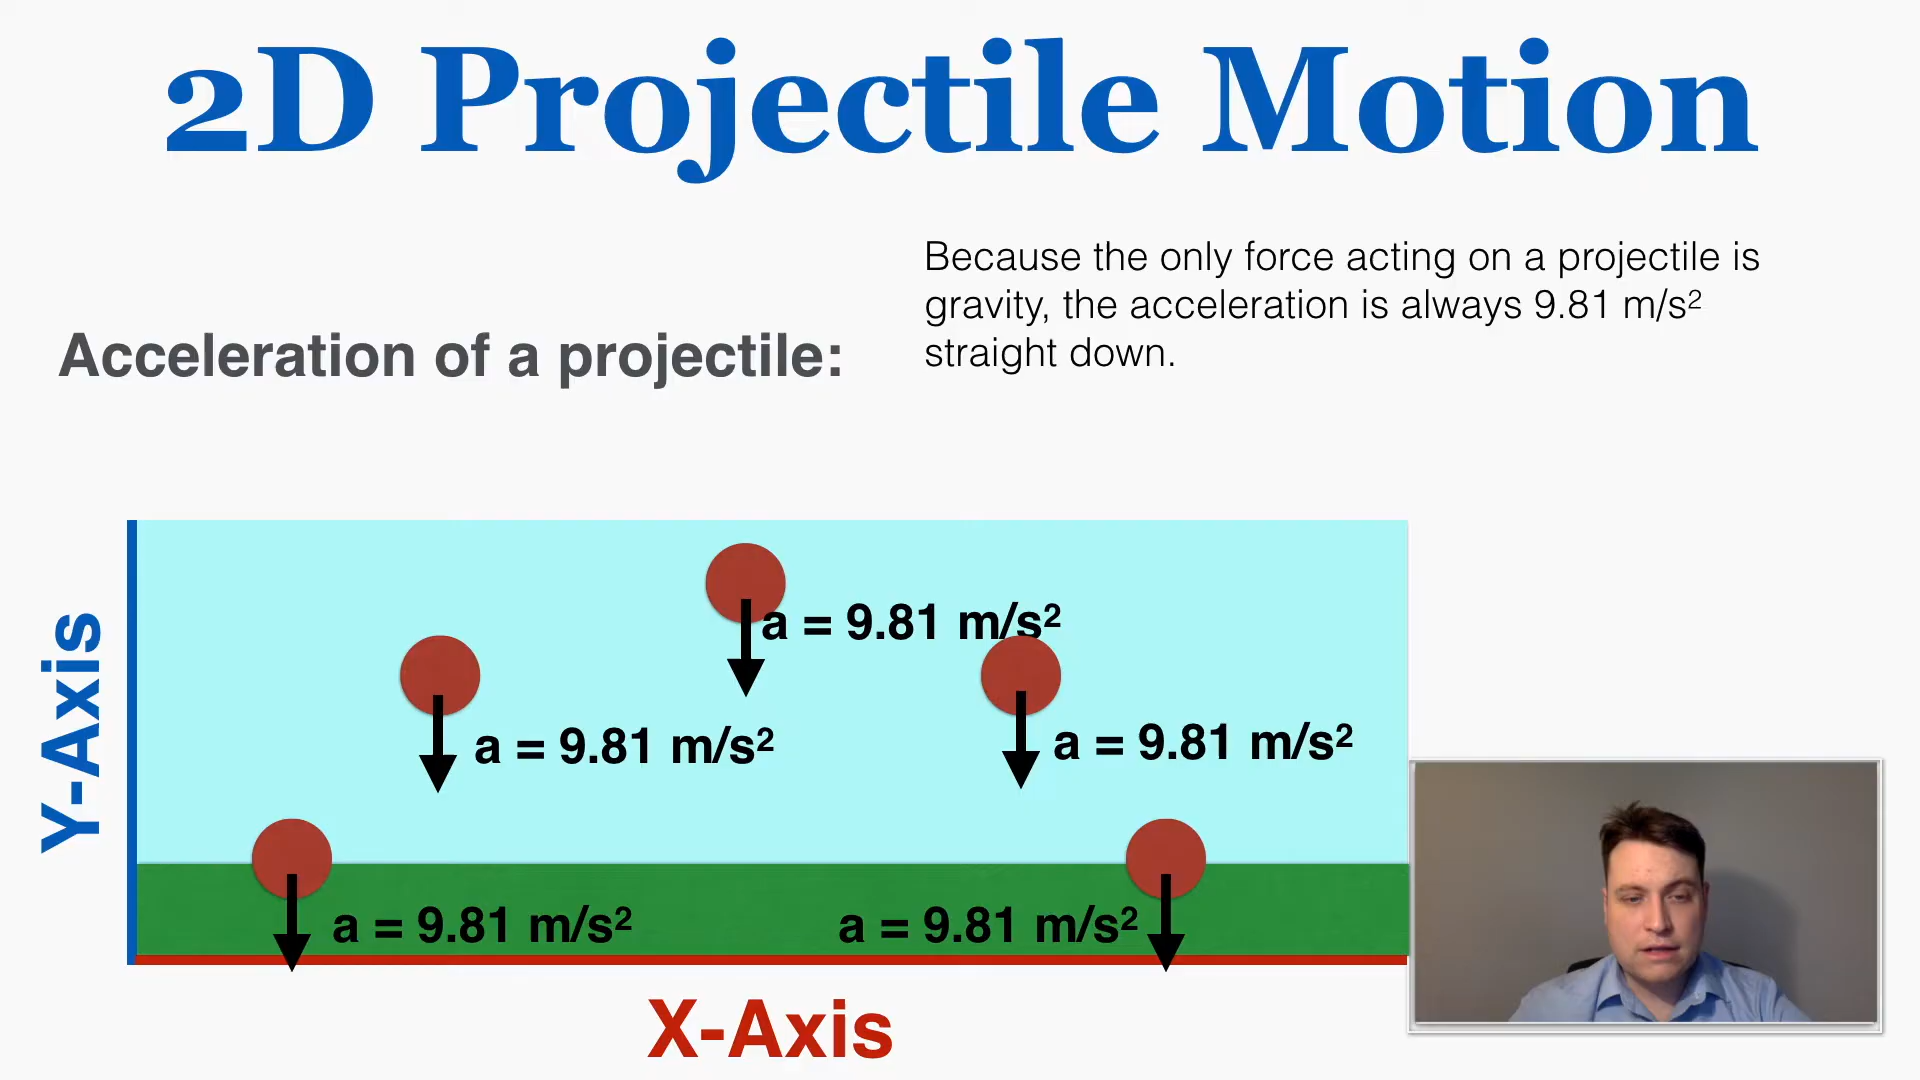 2D Projectile Motion
Acceleration of a projectile:
Because the only force acting on a projectile is
gravity, the acceleration is always 9.81 m/s²
straight down.
Y-Axis
a = 9.81 m/s²
a = 9.81 m/s²
a = 9.81 m/s²
a = 9.81 m/s²
a = 9.81 m/s²
X-Axis